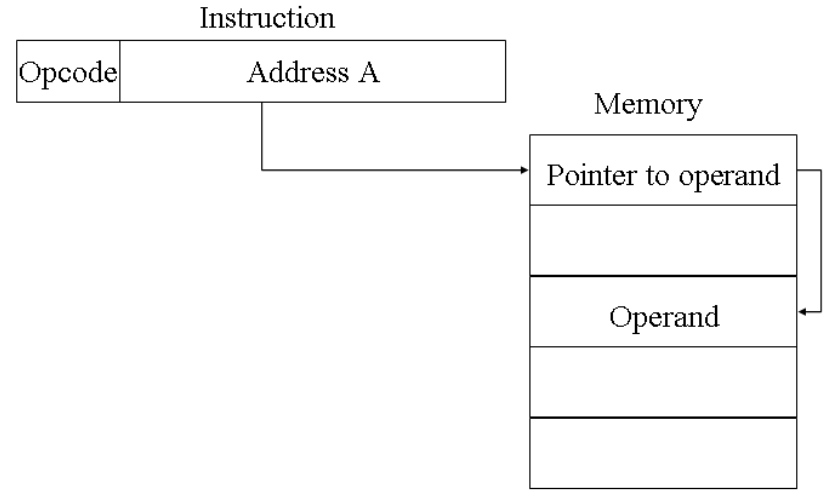 Instruction
Opcode
Address A
Memory
Pointer to operand
Operand